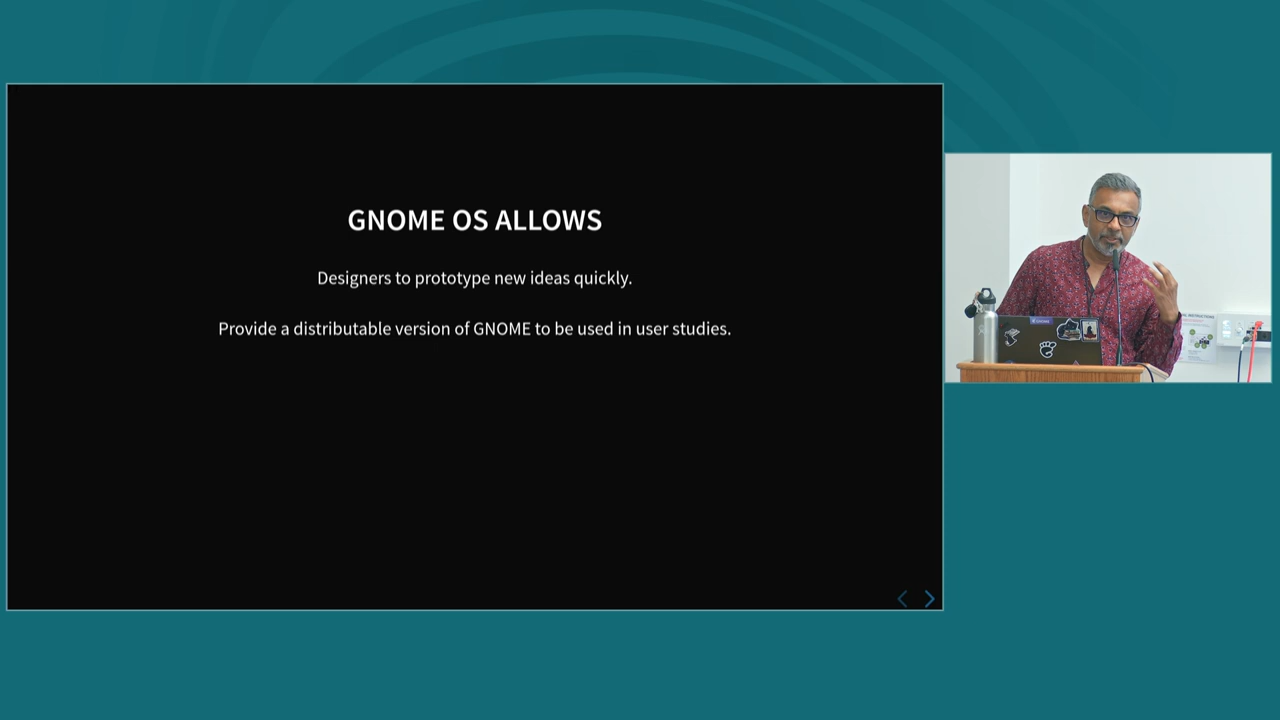 GNOME OS ALLOWS
Designers to prototype new ideas quickly.
Provide a distributable version of GNOME to be used in user studies.